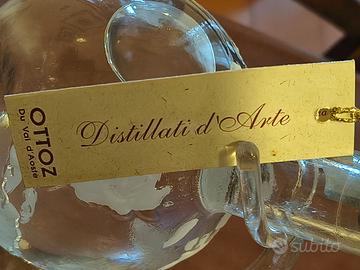 OTTOZ
Du Val d'Aoste
Distillati d'Arte
subito